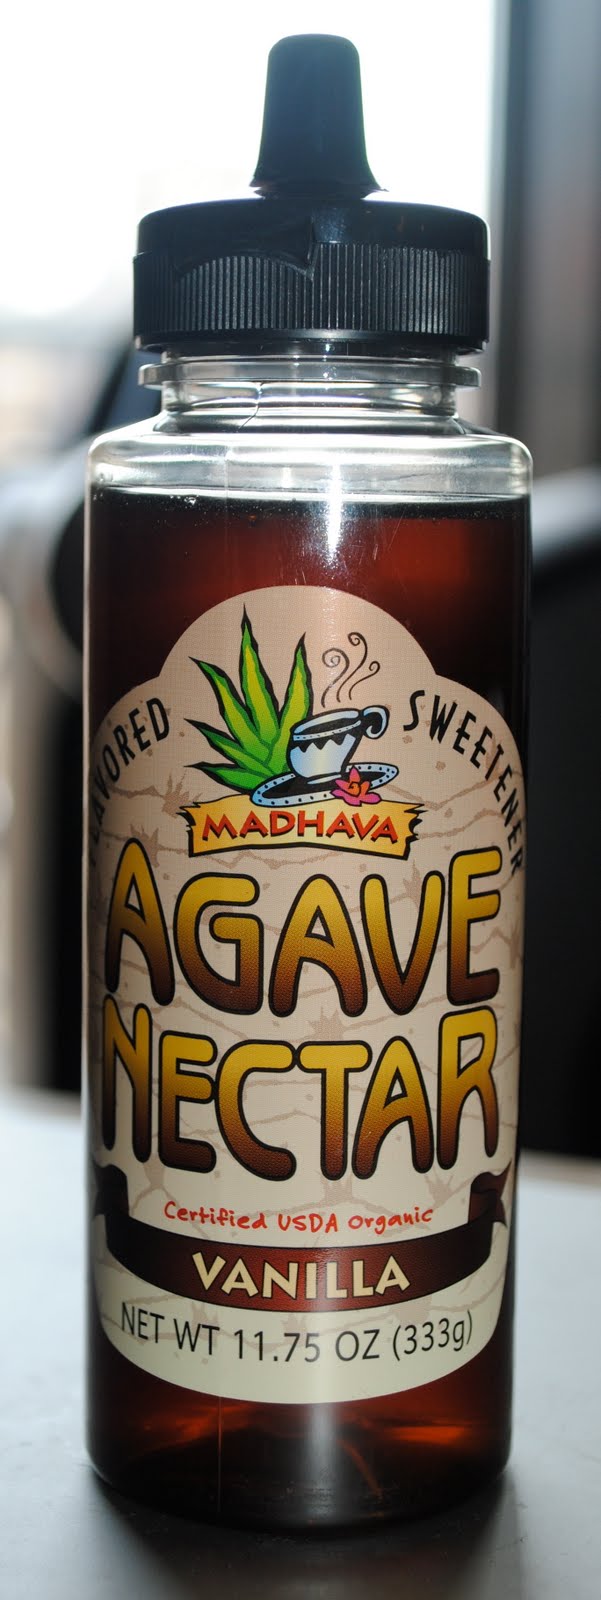 FLAVORED SWEETENER
MADHAVA
AGAVE
NECTAR
Certified USDA Organic
VANILLA
NET WT 11.75 OZ (333g)